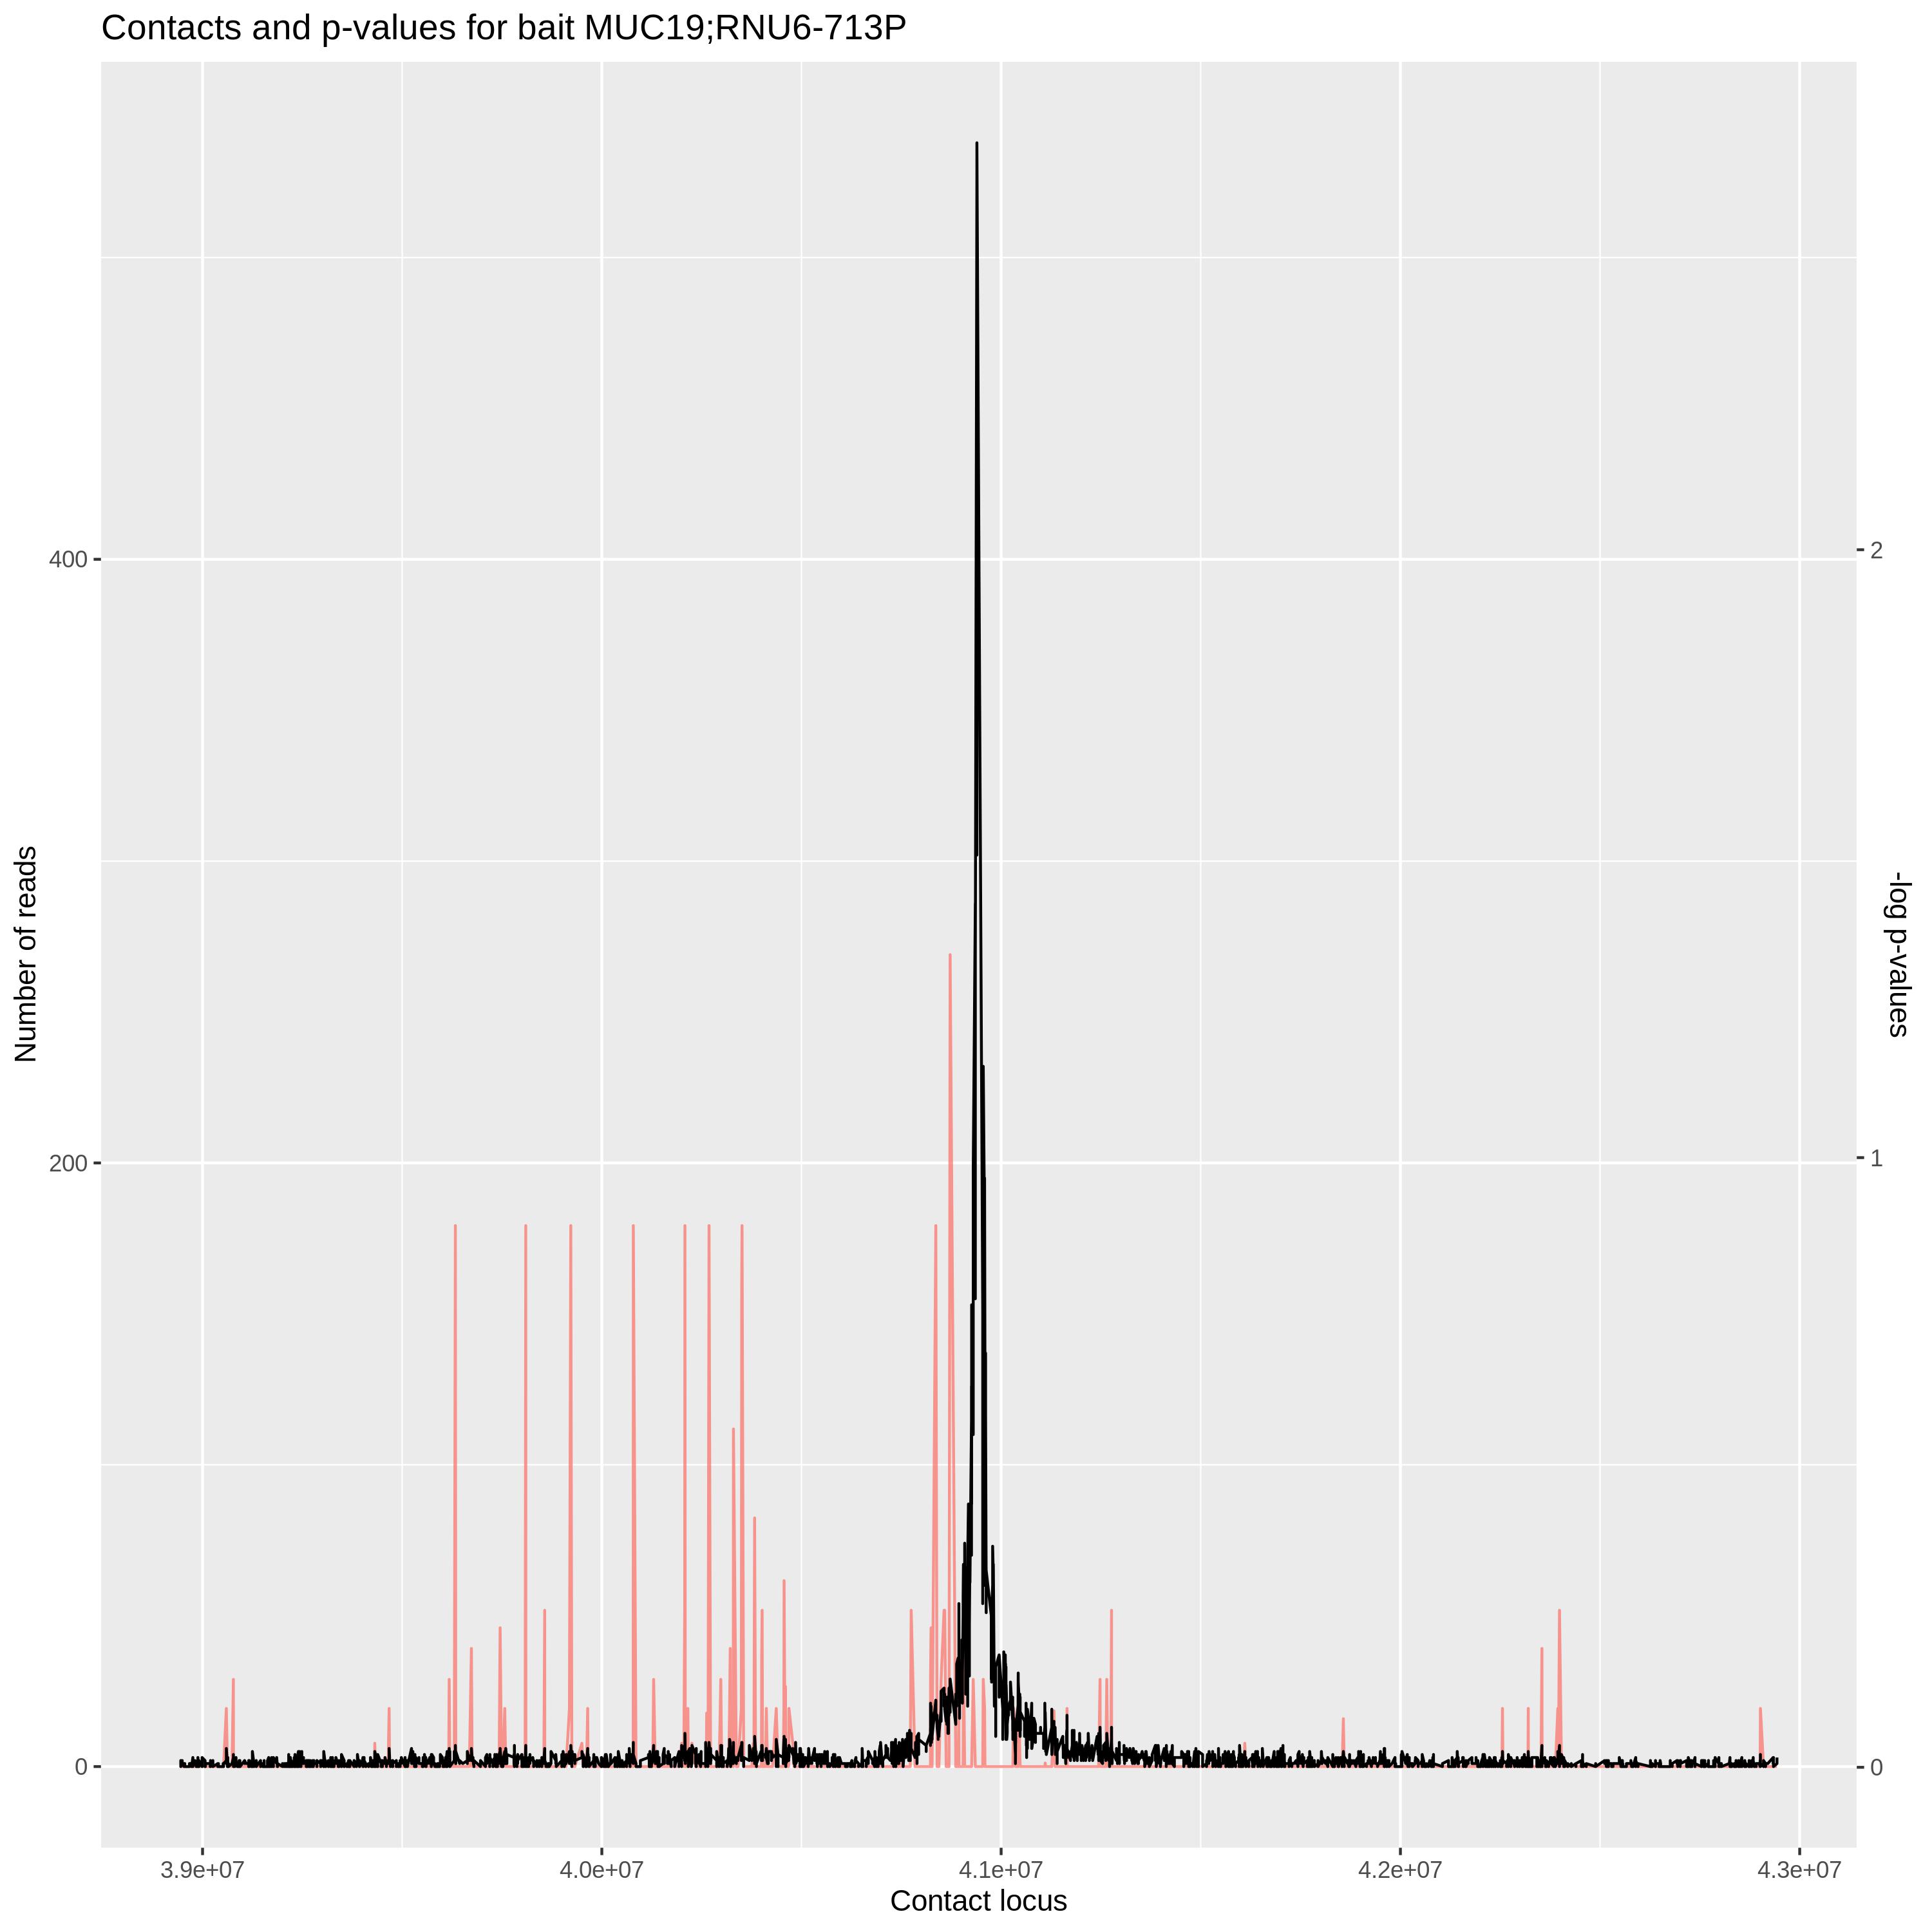 Contacts and p-values for bait MUC19;RNU6-713P
Number of reads
400
200
0
2
1
0
-log p-values
3.9e+07
4.0e+07
4.1e+07
4.2e+07
4.3e+07
Contact locus